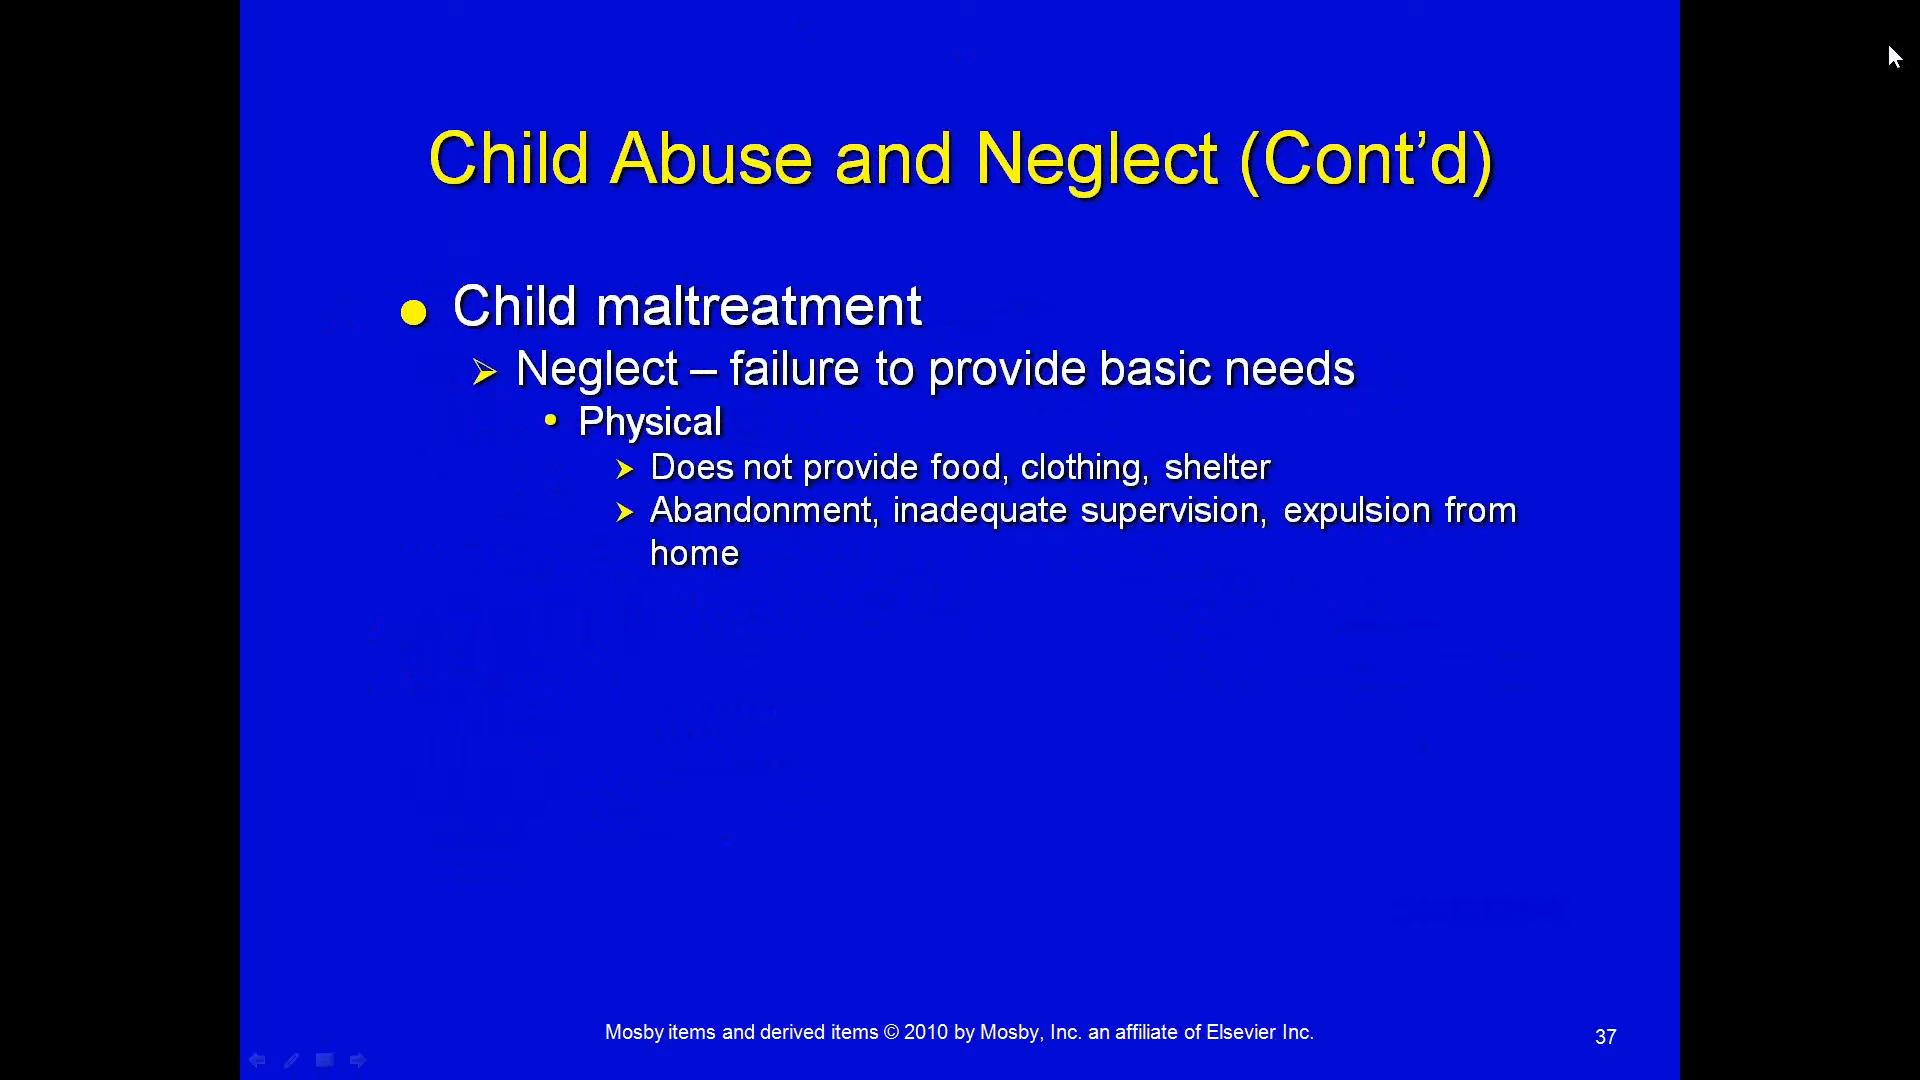 Child Abuse and Neglect (Cont’d)
Child maltreatment
Neglect – failure to provide basic needs
Physical
Does not provide food, clothing, shelter
Abandonment, inadequate supervision, expulsion from
home
Mosby items and derived items © 2010 by Mosby, Inc. an affiliate of Elsevier Inc.
37